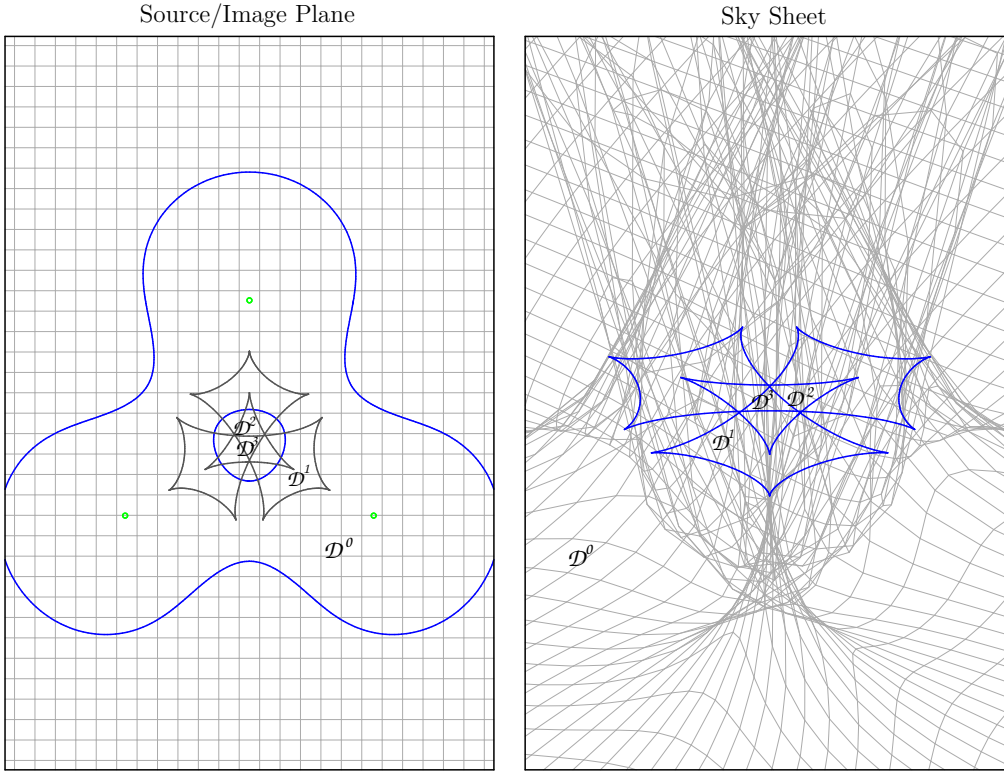 Source/Image Plane
Sky Sheet
𝒟²
𝒟³
𝒟¹
𝒟⁰
𝒟³ 𝒟²
𝒟¹
𝒟⁰